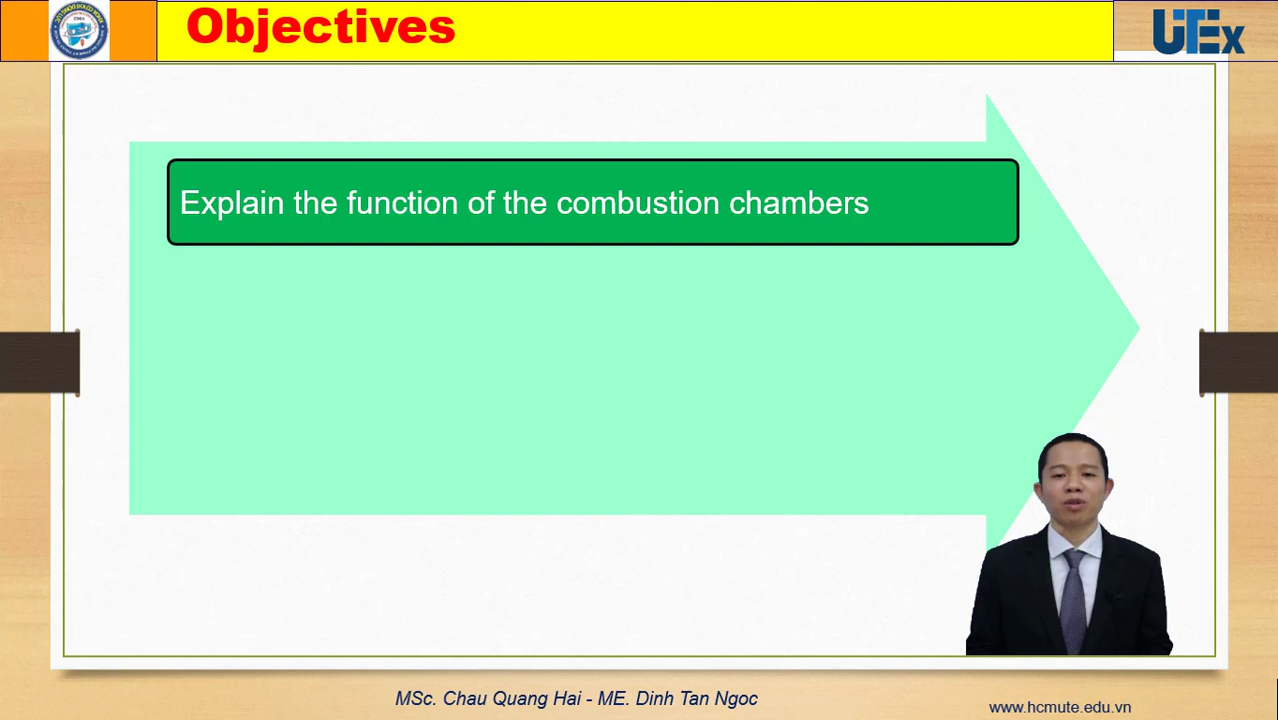 Objectives
UTEx
Explain the function of the combustion chambers
MSc. Chau Quang Hai - ME. Dinh Tan Ngoc
www.hcmute.edu.vn